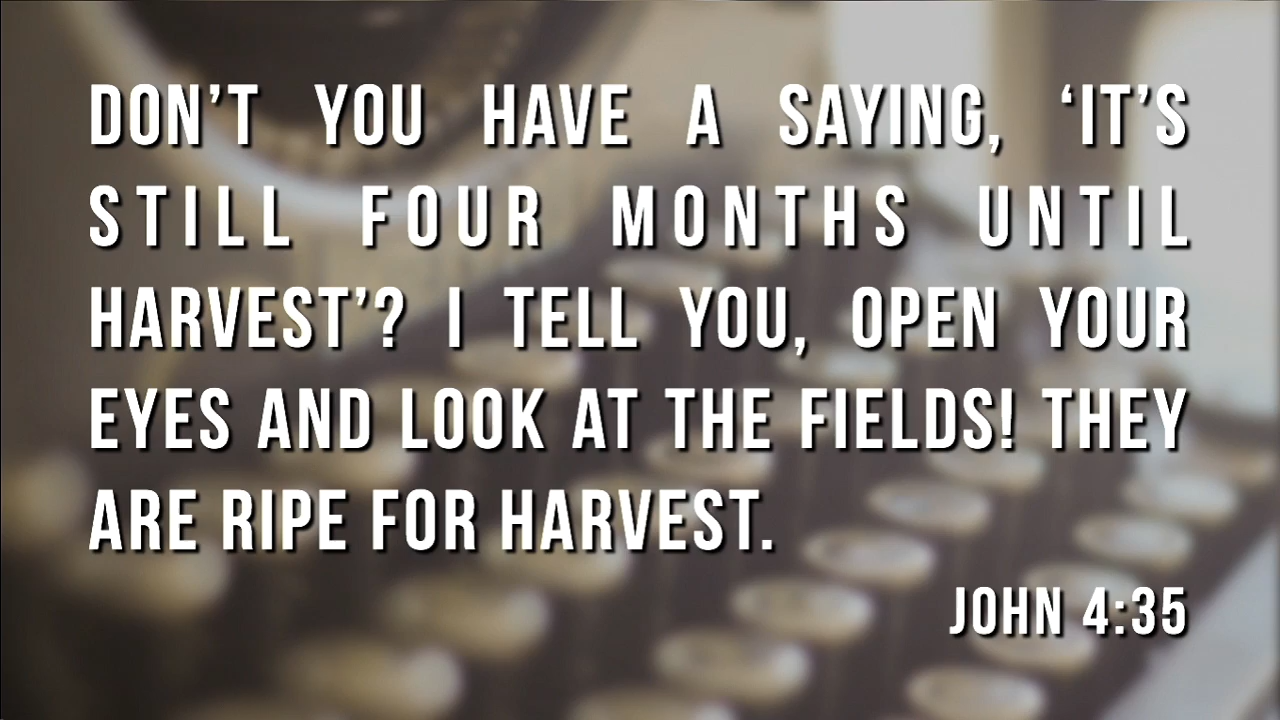 DON’T YOU HAVE A SAYING, ‘IT’S
STILL FOUR MONTHS UNTIL
HARVEST’? I TELL YOU, OPEN YOUR
EYES AND LOOK AT THE FIELDS! THEY
ARE RIPE FOR HARVEST.
JOHN 4:35